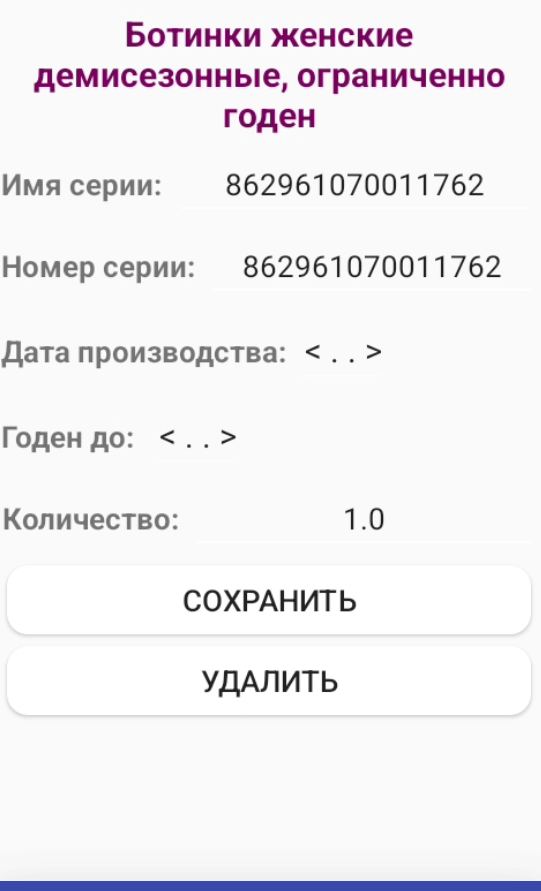 Ботинки женские
демисезонные, ограниченно
годен
Имя серии: 862961070011762
Номер серии: 862961070011762
Дата производства: < . . >
Годен до: < . . >
Количество: 1.0
СОХРАНИТЬ
УДАЛИТЬ